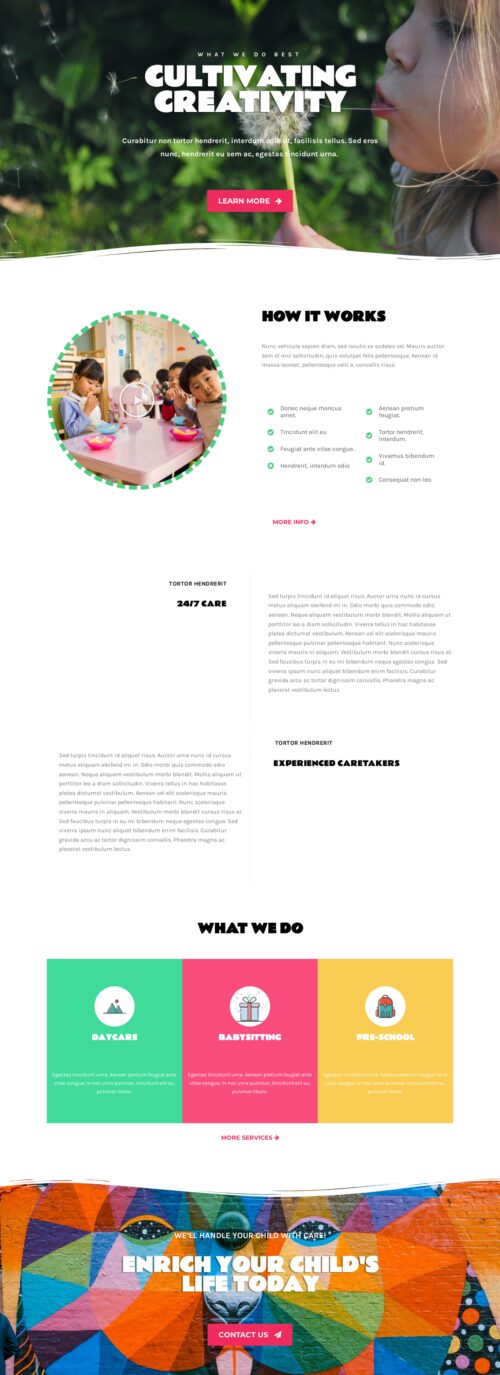 WHAT WE DO BEST
CULTIVATING
CREATIVITY
Curabitur non tortor hendrerit, interdum odio ut, facilisis tellus. Sed eros
nunc, hendrerit eu sem ac, egestas tincidunt urna.
LEARN MORE
HOW IT WORKS
Nunc vehicula sapien diam, sed iaculis ex sodales vel. Mauris auctor
sem et orci sollicitudin, quis volutpat felis pellentesque. Aenean id
massa laoreet, pellentesque velit a, convallis risus.
Donec neque rhoncus
amet.
Tincidunt elit eu
Feugiat ante vitae congue.
Hendrerit, interdum odio
Aenean pretium
feugiat.
Tortor hendrerit,
interdum.
Vivamus bibendum
id.
Consequat non leo.
MORE INFO
TORTOR HENDRERIT
24/7 CARE
Sed turpis tincidunt id aliquet risus. Auctor urna nunc id cursus
metus aliquam eleifend mi in. Odio morbi quis commodo odio
aenean. Neque aliquam vestibulum morbi blandit. Mollis aliquam ut
porttitor leo a diam sollicitudin. Viverra tellus in hac habitasse
platea dictumst vestibulum. Aenean vel elit scelerisque mauris
pellentesque pulvinar pellentesque habitant. Nunc scelerisque
viverra mauris in aliquam. Vestibulum morbi blandit cursus risus at.
Sed faucibus turpis in eu mi bibendum neque egestas congue. Sed
viverra ipsum nunc aliquet bibendum enim facilisis. Curabitur
gravida arcu ac tortor dignissim convallis. Pharetra magna ac
placerat vestibulum lectus
TORTOR HENDRERIT
EXPERIENCED CARETAKERS
Sed turpis tincidunt id aliquet risus. Auctor urna nunc id cursus
metus aliquam eleifend mi in. Odio morbi quis commodo odio
aenean. Neque aliquam vestibulum morbi blandit. Mollis aliquam ut
porttitor leo a diam sollicitudin. Viverra tellus in hac habitasse
platea dictumst vestibulum. Aenean vel elit scelerisque mauris
pellentesque pulvinar pellentesque habitant. Nunc scelerisque
viverra mauris in aliquam. Vestibulum morbi blandit cursus risus at.
Sed faucibus turpis in eu mi bibendum neque egestas congue. Sed
viverra ipsum nunc aliquet bibendum enim facilisis. Curabitur
gravida arcu ac tortor dignissim convallis. Pharetra magna ac
placerat vestibulum lectus
WHAT WE DO
DAYCARE
Egestas tincidunt urna. Aenean pretium feugiat ante
vitae congue. In nec urna pulvinar, tincidunt elit eu,
pulvinar libero.
BABYSITTING
Egestas tincidunt urna. Aenean pretium feugiat ante
vitae congue. In nec urna pulvinar, tincidunt elit eu,
pulvinar libero.
PRE-SCHOOL
Egestas tincidunt urna. Aenean pretium feugiat ante
vitae congue. In nec urna pulvinar, tincidunt elit eu,
pulvinar libero.
MORE SERVICES
WE'LL HANDLE YOUR CHILD WITH CARE!
ENRICH YOUR CHILD'S
LIFE TODAY
CONTACT US